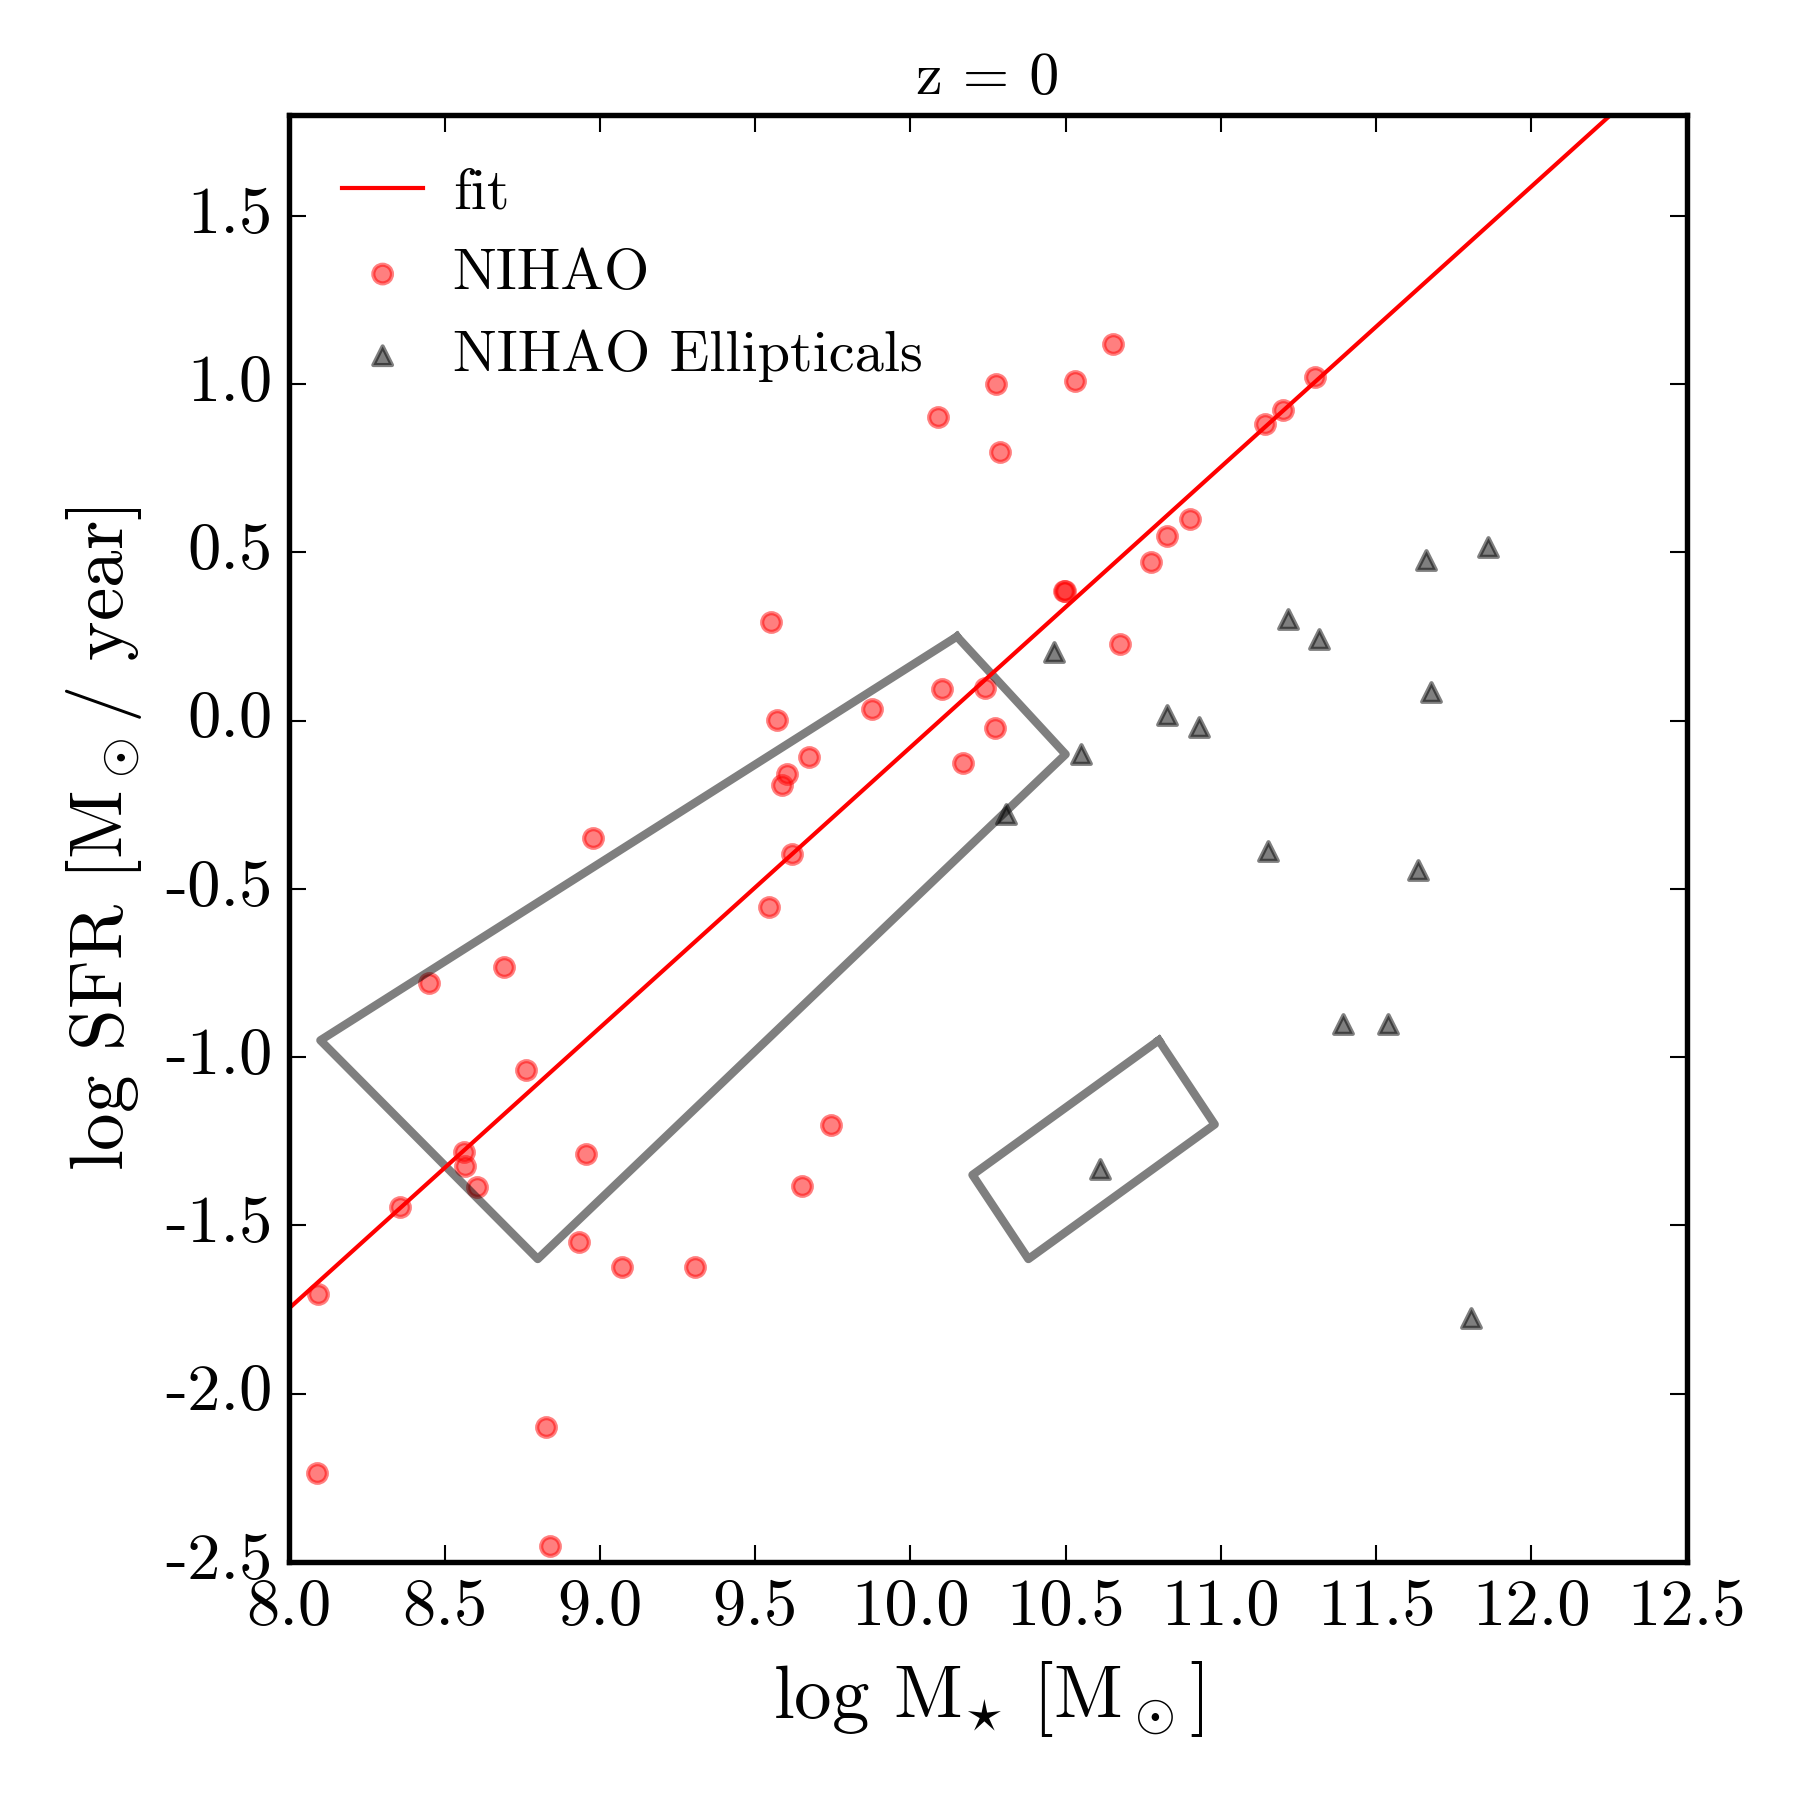 z = 0
fit
NIHAO
NIHAO Ellipticals
1.5
1.0
0.5
0.0
-0.5
-1.0
-1.5
-2.0
-2.5
log SFR [M⊙/ year]
8.0 8.5 9.0 9.5 10.0 10.5 11.0 11.5 12.0 12.5
log M⋆ [M⊙]